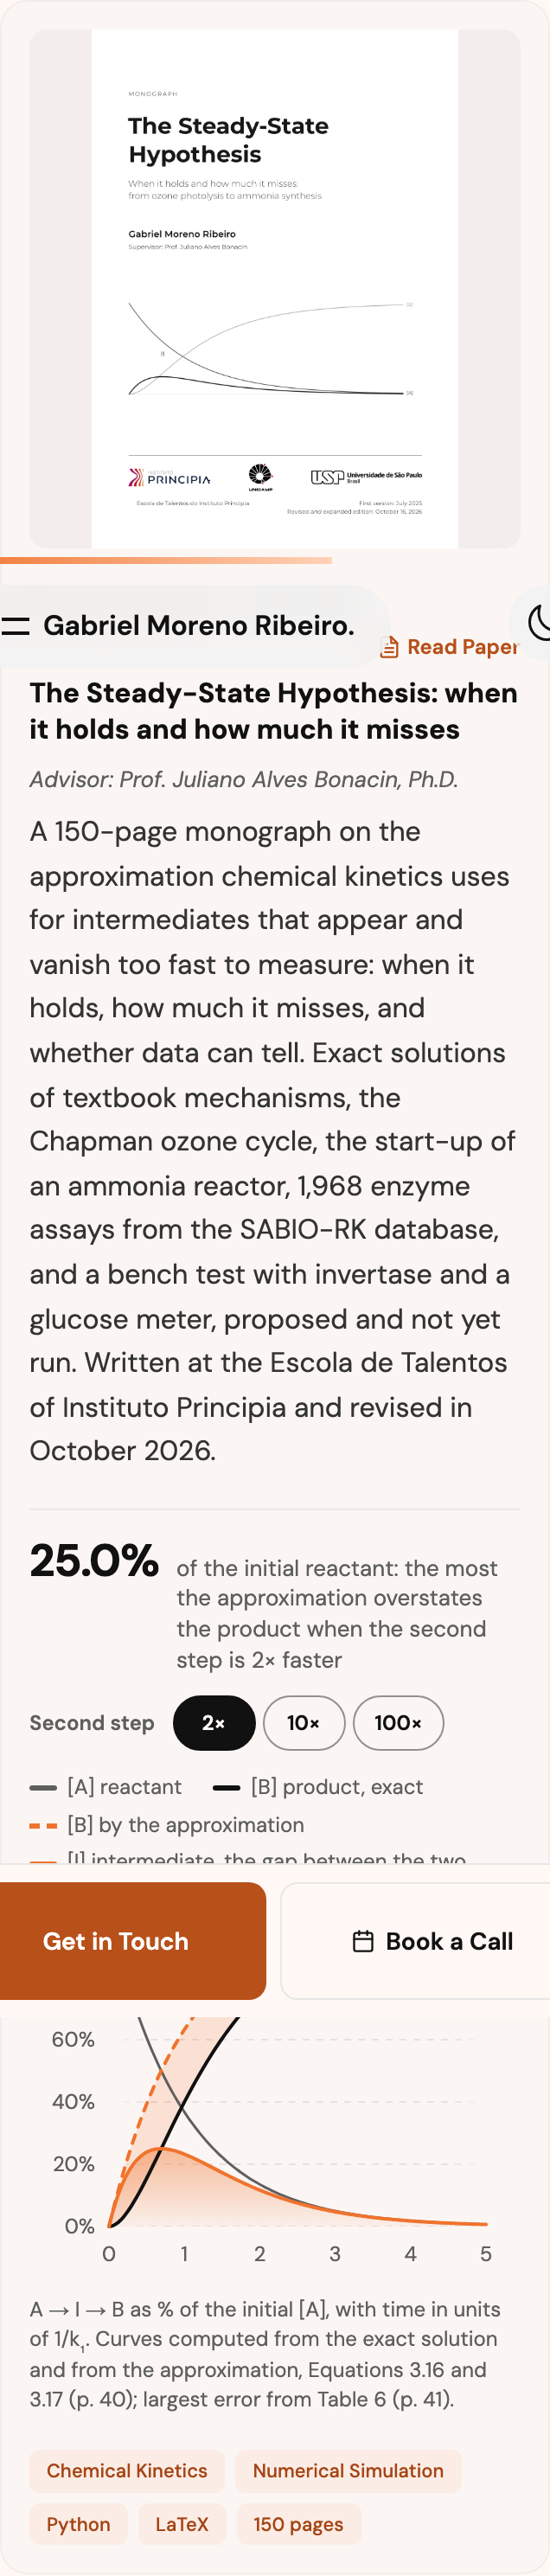 MONOGRAPH
The Steady-State
Hypothesis
When it holds and how much it misses:
from ozone photolysis to ammonia synthesis
Gabriel Moreno Ribeiro
Supervisor: Prof. Juliano Alves Bonacin
INSTITUTO
PRINCIPIA
UNICAMP
USP Universidade de São Paulo
Brasil
Escola de Talentos do Instituto Principia
First version: July 2025
Revised and expanded edition: October 16, 2026
Gabriel Moreno Ribeiro.
Read Paper
The Steady-State Hypothesis: when
it holds and how much it misses
Advisor: Prof. Juliano Alves Bonacin, Ph.D.
A 150-page monograph on the
approximation chemical kinetics uses
for intermediates that appear and
vanish too fast to measure: when it
holds, how much it misses, and
whether data can tell. Exact solutions
of textbook mechanisms, the
Chapman ozone cycle, the start-up of
an ammonia reactor, 1,968 enzyme
assays from the SABIO-RK database,
and a bench test with invertase and a
glucose meter, proposed and not yet
run. Written at the Escola de Talentos
of Instituto Principia and revised in
October 2026.
25.0% of the initial reactant: the most
the approximation overstates
the product when the second
step is 2× faster
Second step 2× 10× 100×
[A] reactant [B] product, exact
[B] by the approximation
[I] intermediate, the gap between the two
Get in Touch
Book a Call
60%
40%
20%
0%
0 1 2 3 4 5
A → I → B as % of the initial [A], with time in units
of 1/k₁. Curves computed from the exact solution
and from the approximation, Equations 3.16 and
3.17 (p. 40); largest error from Table 6 (p. 41).
Chemical Kinetics Numerical Simulation
Python LaTeX 150 pages